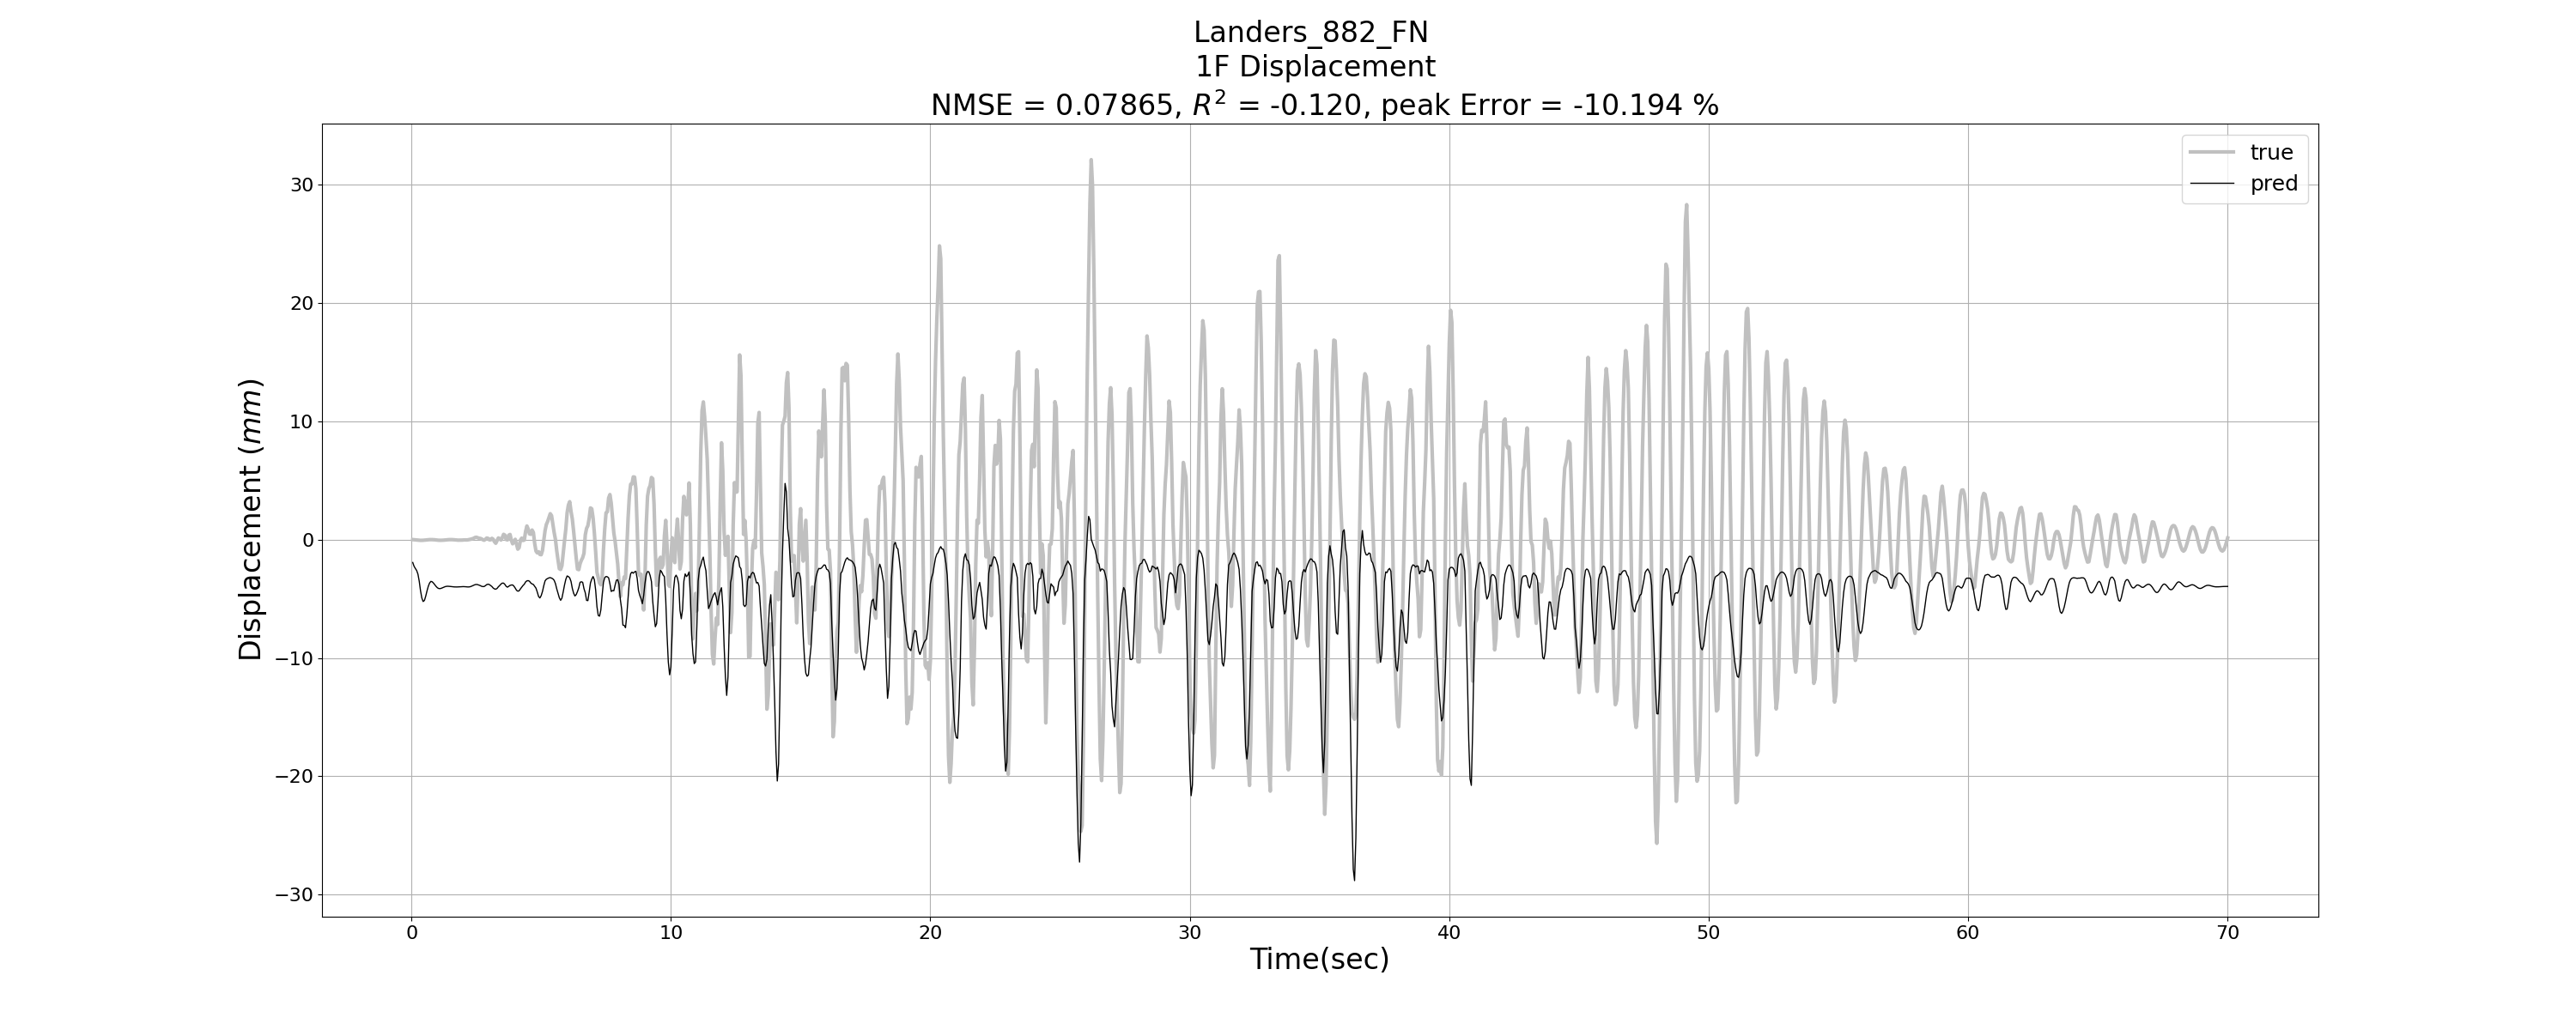 Landers_882_FN
1F Displacement
NMSE = 0.07865, R² = -0.120, peak Error = -10.194 %
true
pred
Displacement (mm)
30
20
10
0
−10
−20
−30
0 10 20 30 40 50 60 70
Time(sec)